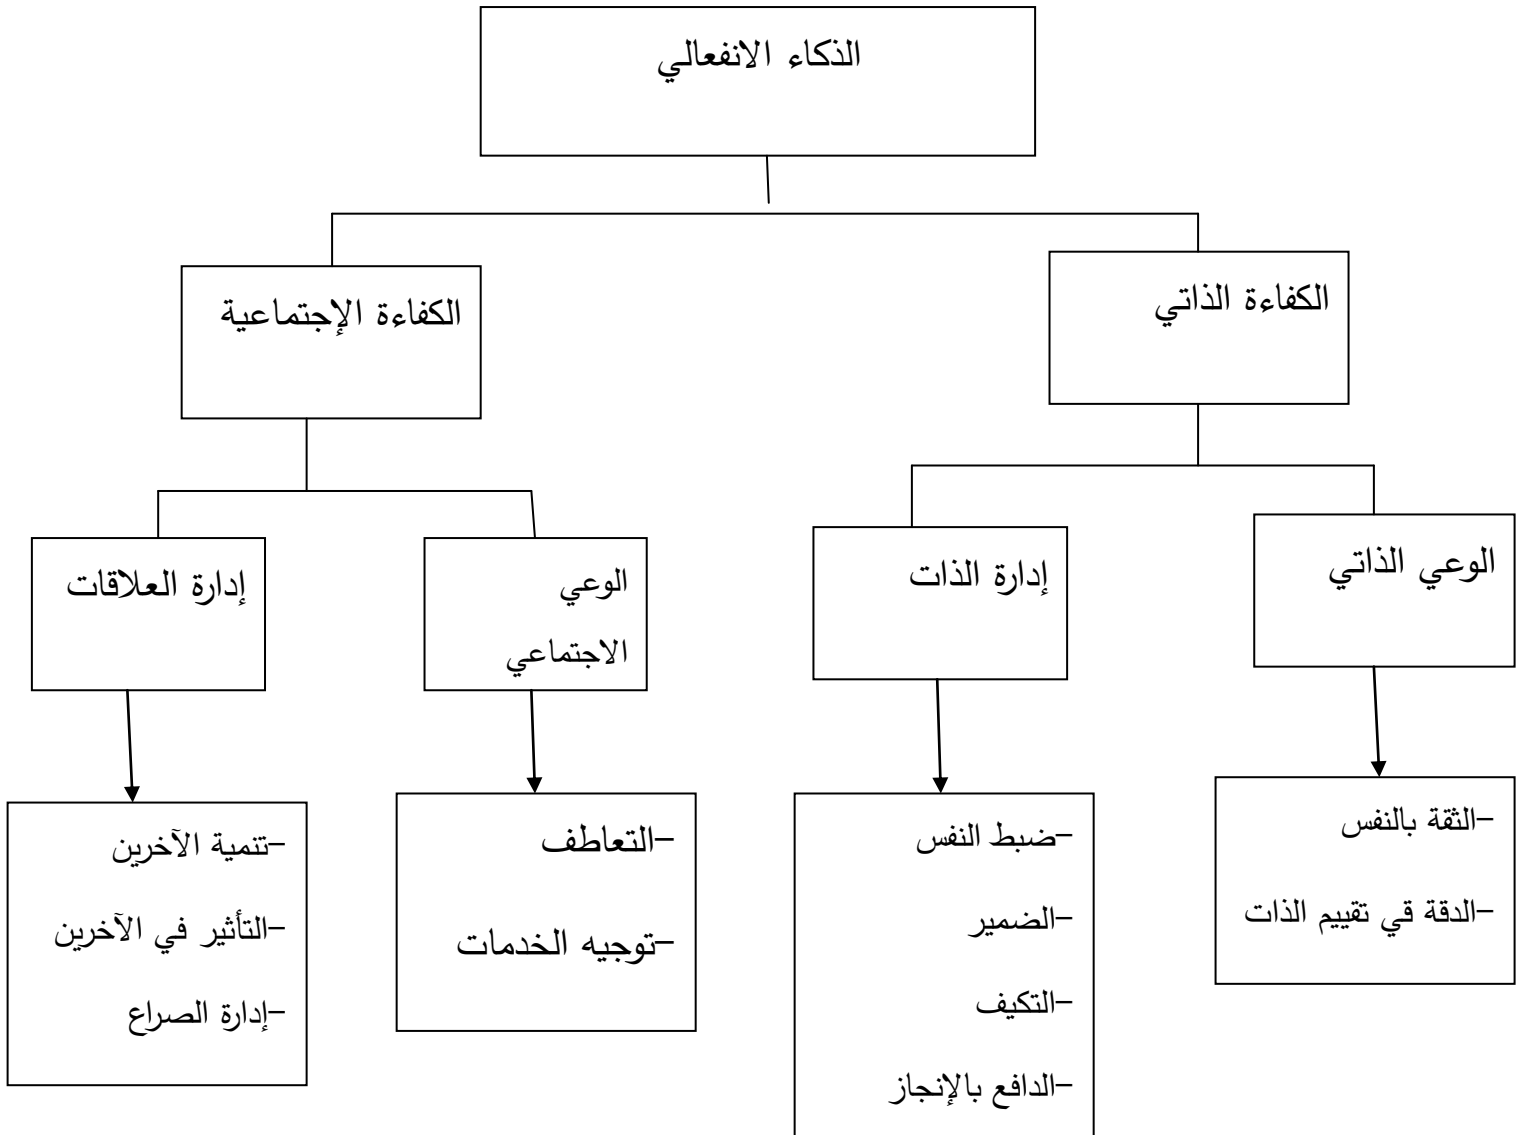 الذكاء الانفعالي
الكفاءة الذاتي
الكفاءة الإجتماعية
الوعي الذاتي
إدارة الذات
الوعي
الاجتماعي
إدارة العلاقات
-الثقة بالنفس
-الدقة قي تقييم الذات
-ضبط النفس
-الضمير
-التكيف
-الدافع بالإنجاز
-التعاطف
-توجيه الخدمات
-تنمية الآخرين
-التأثير في الآخرين
-إدارة الصراع